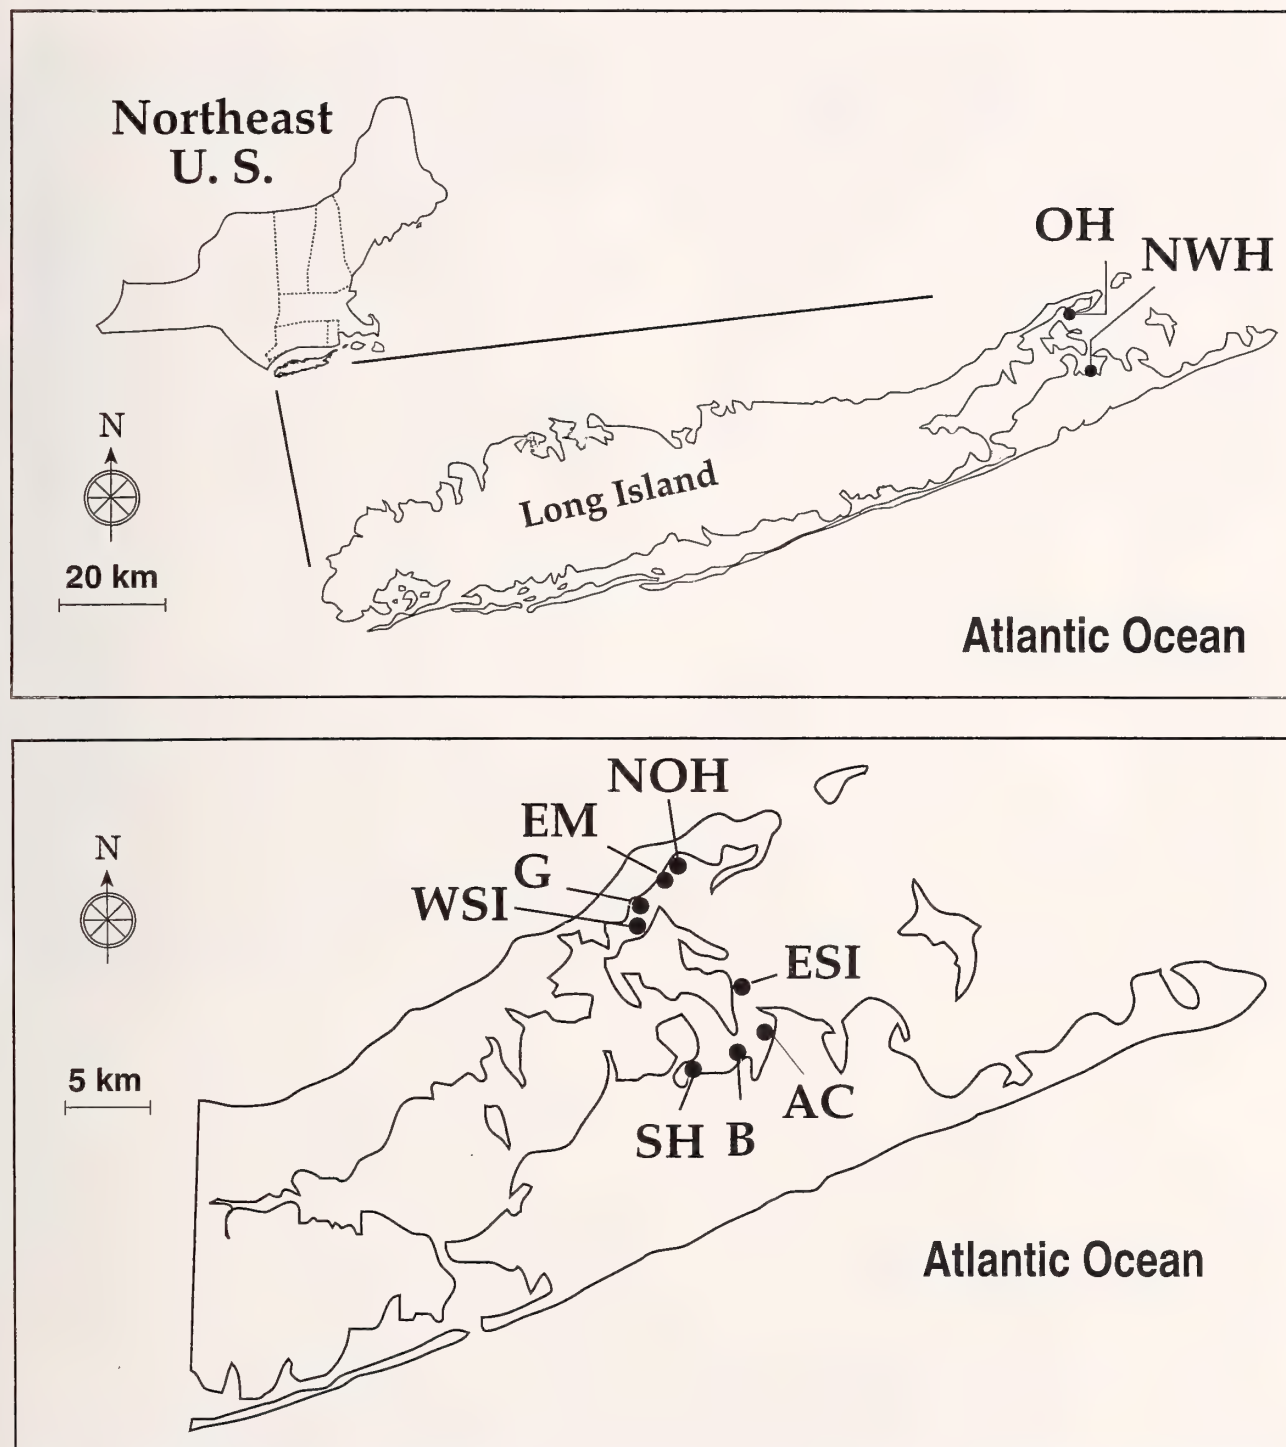 Northeast
U. S.
OH
NWH
N
Long Island
20 km
Atlantic Ocean
NOH
EM
N
G
WSI
ESI
5 km
AC
SH B
Atlantic Ocean